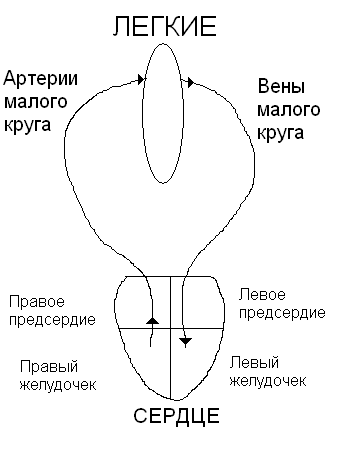 ЛЕГКИЕ
Артерии
малого
круга
Вены
малого
круга
Правое
предсердие
Левое
предсердие
Правый
желудочек
Левый
желудочек
СЕРДЦЕ